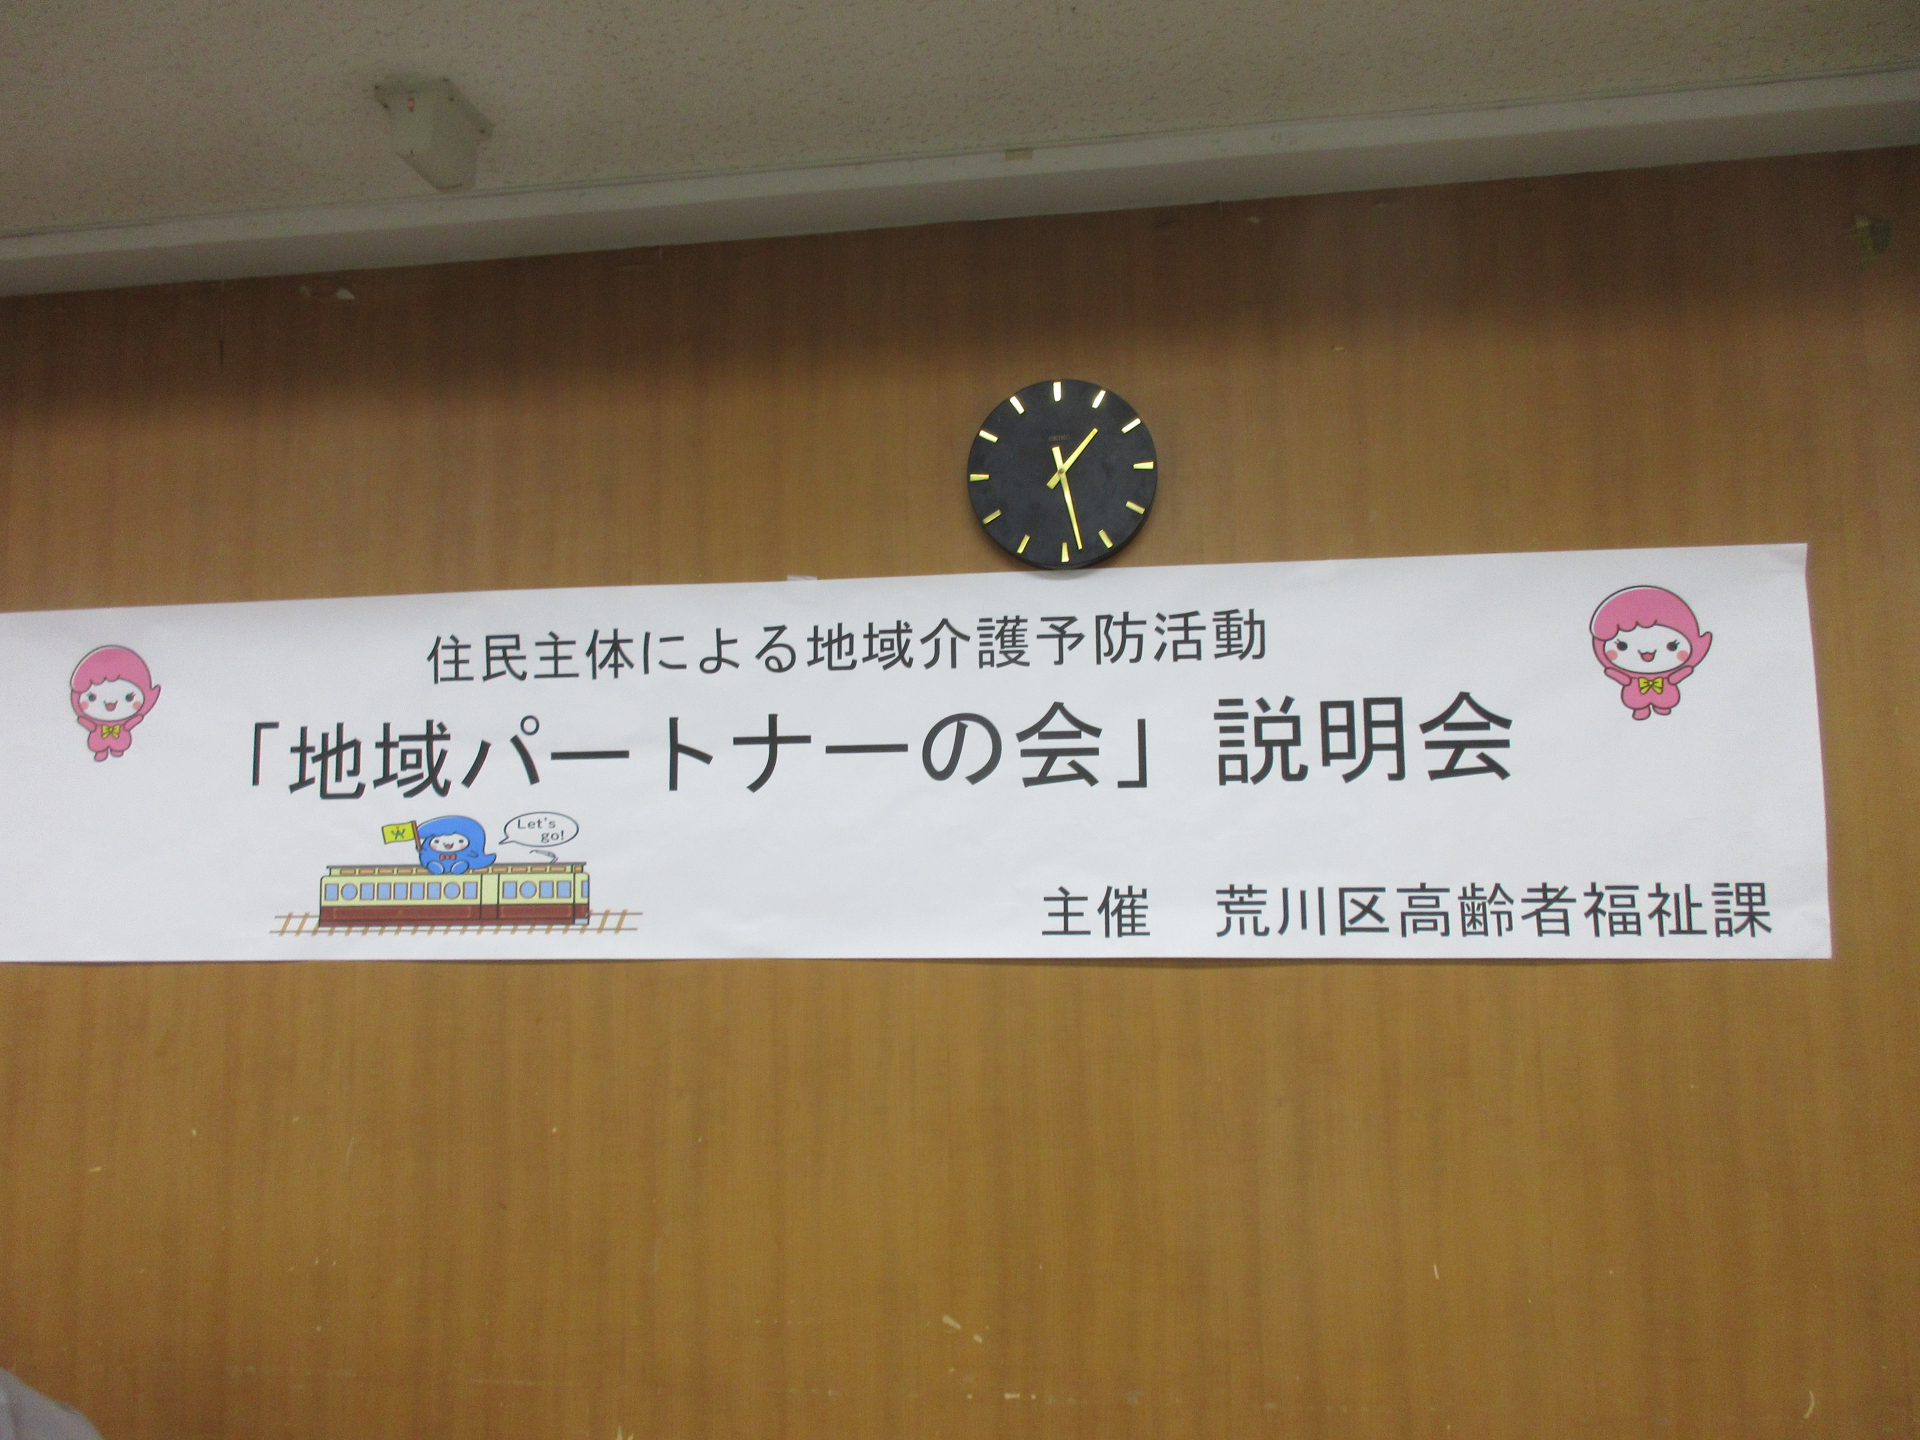 住民主体による地域介護予防活動
「地域パートナーの会」説明会
Let's
go!
主催　荒川区高齢者福祉課